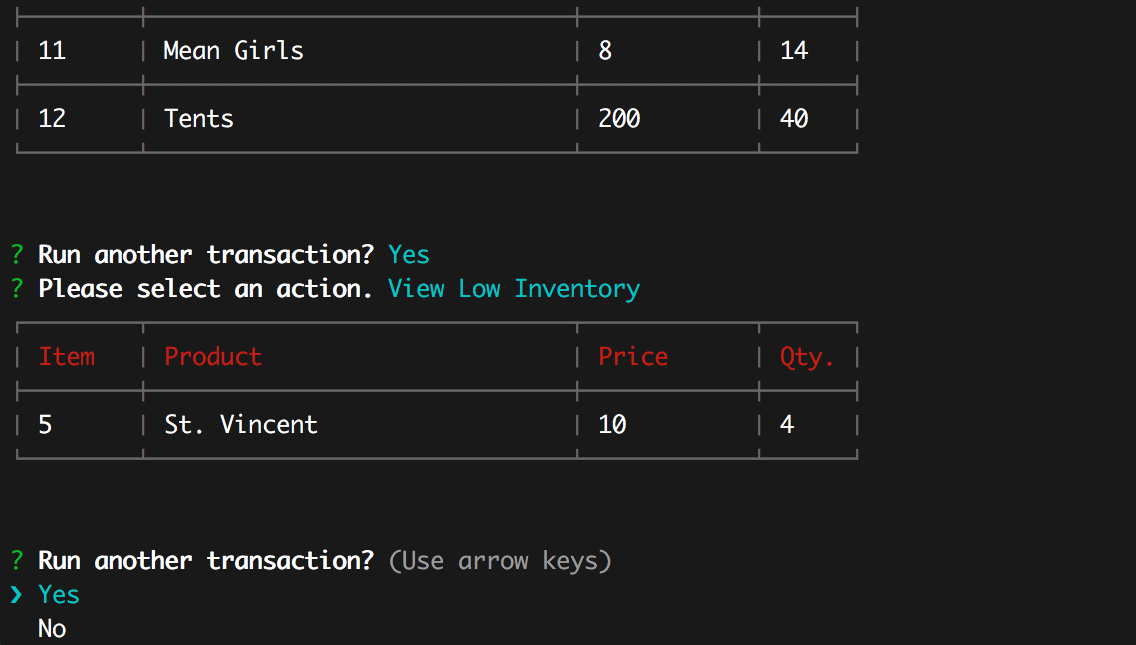 11 Mean Girls 8 14
12 Tents 200 40
? Run another transaction? Yes
? Please select an action. View Low Inventory
Item Product Price Qty.
5 St. Vincent 10 4
? Run another transaction? (Use arrow keys)
❯ Yes
No